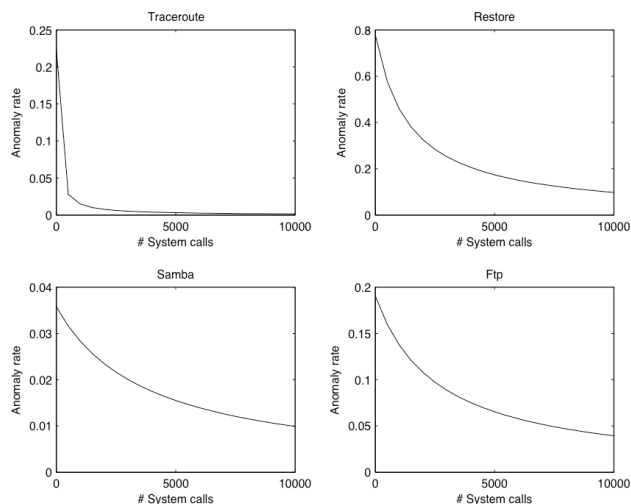 Traceroute
0.25
0.2
0.15
0.1
0.05
0
Anomaly rate
0 5000 10000
# System calls
Restore
0.8
0.6
0.4
0.2
0
Anomaly rate
0 5000 10000
# System calls
Samba
0.04
0.03
0.02
0.01
0
Anomaly rate
0 5000 10000
# System calls
Ftp
0.2
0.15
0.1
0.05
0
Anomaly rate
0 5000 10000
# System calls